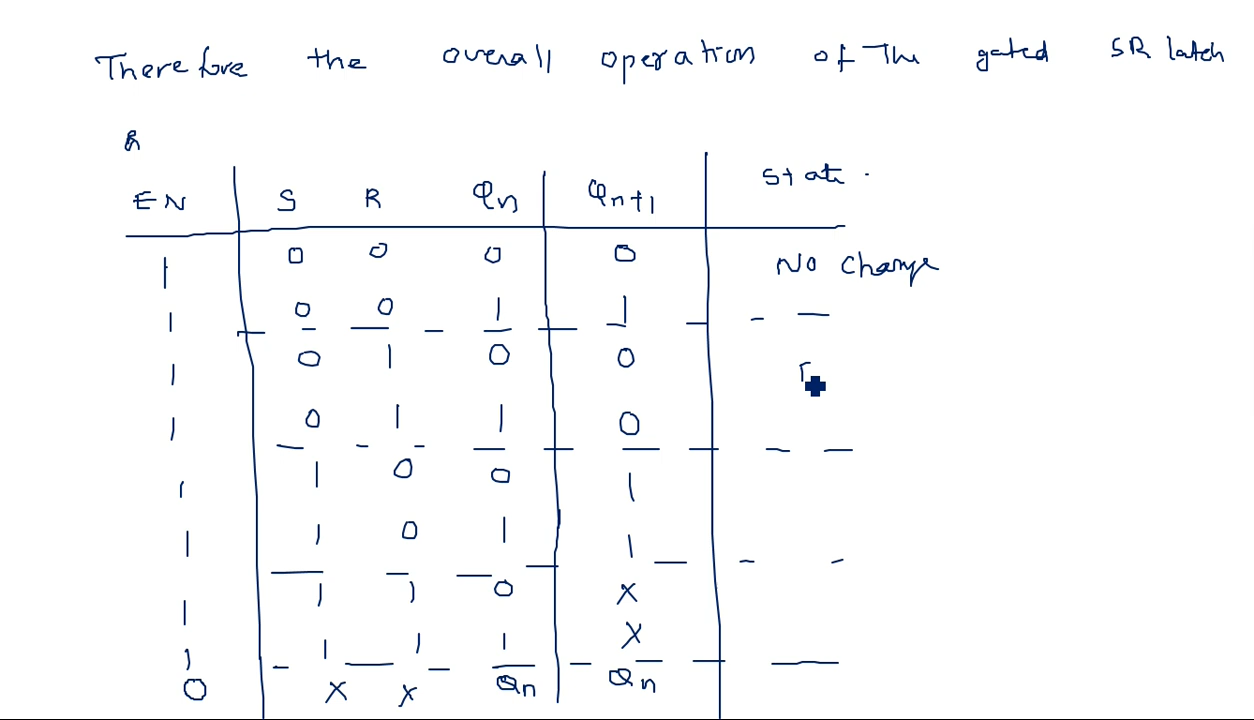 Therefore the overall operation of The gated SR latch
is
EN S R Qn Qn+1 State.
1 0 0 0 0 No change
1 0 0 1 1
1 0 1 0 0
1 0 1 1 0
1 1 0 0 1
1 1 0 1 1
1 1 1 0 X
1 1 1 1 X
0 X X Qn Qn